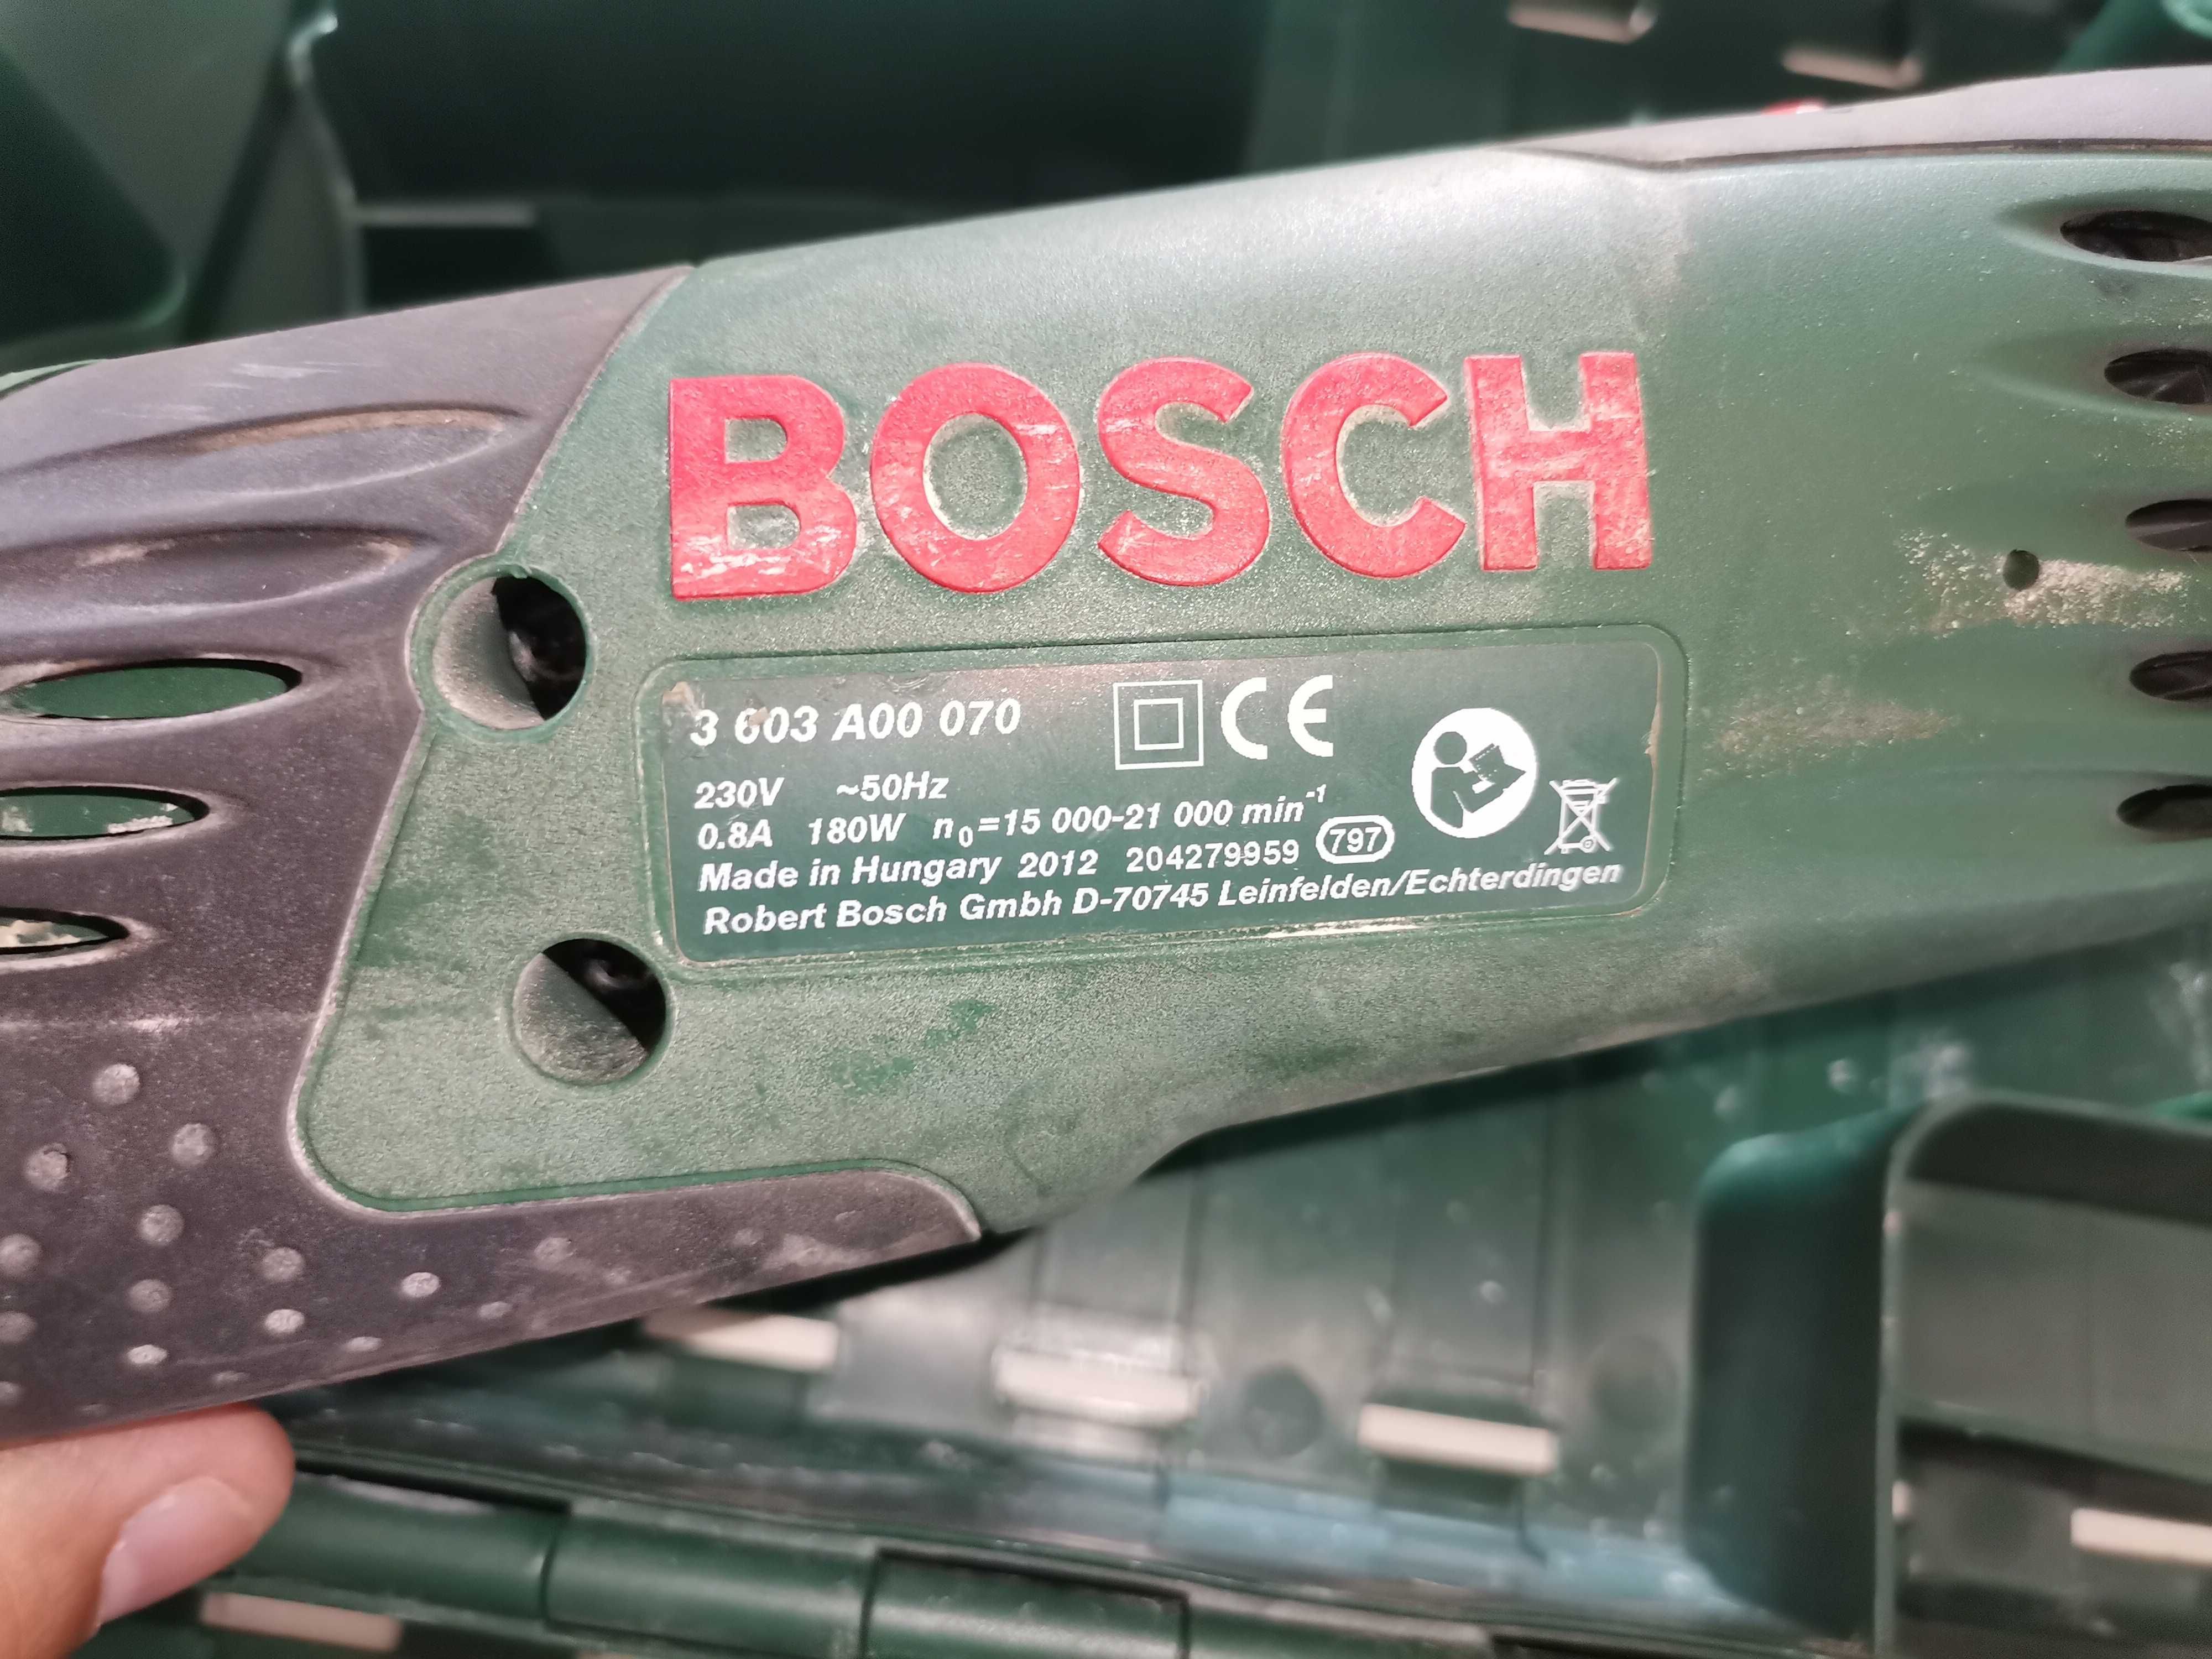 BOSCH
3 603 A00 070 CE
230V ~50Hz
0.8A 180W n0=15 000-21 000 min-1
Made in Hungary 2012 204279959 797
Robert Bosch Gmbh D-70745 Leinfelden/Echterdingen